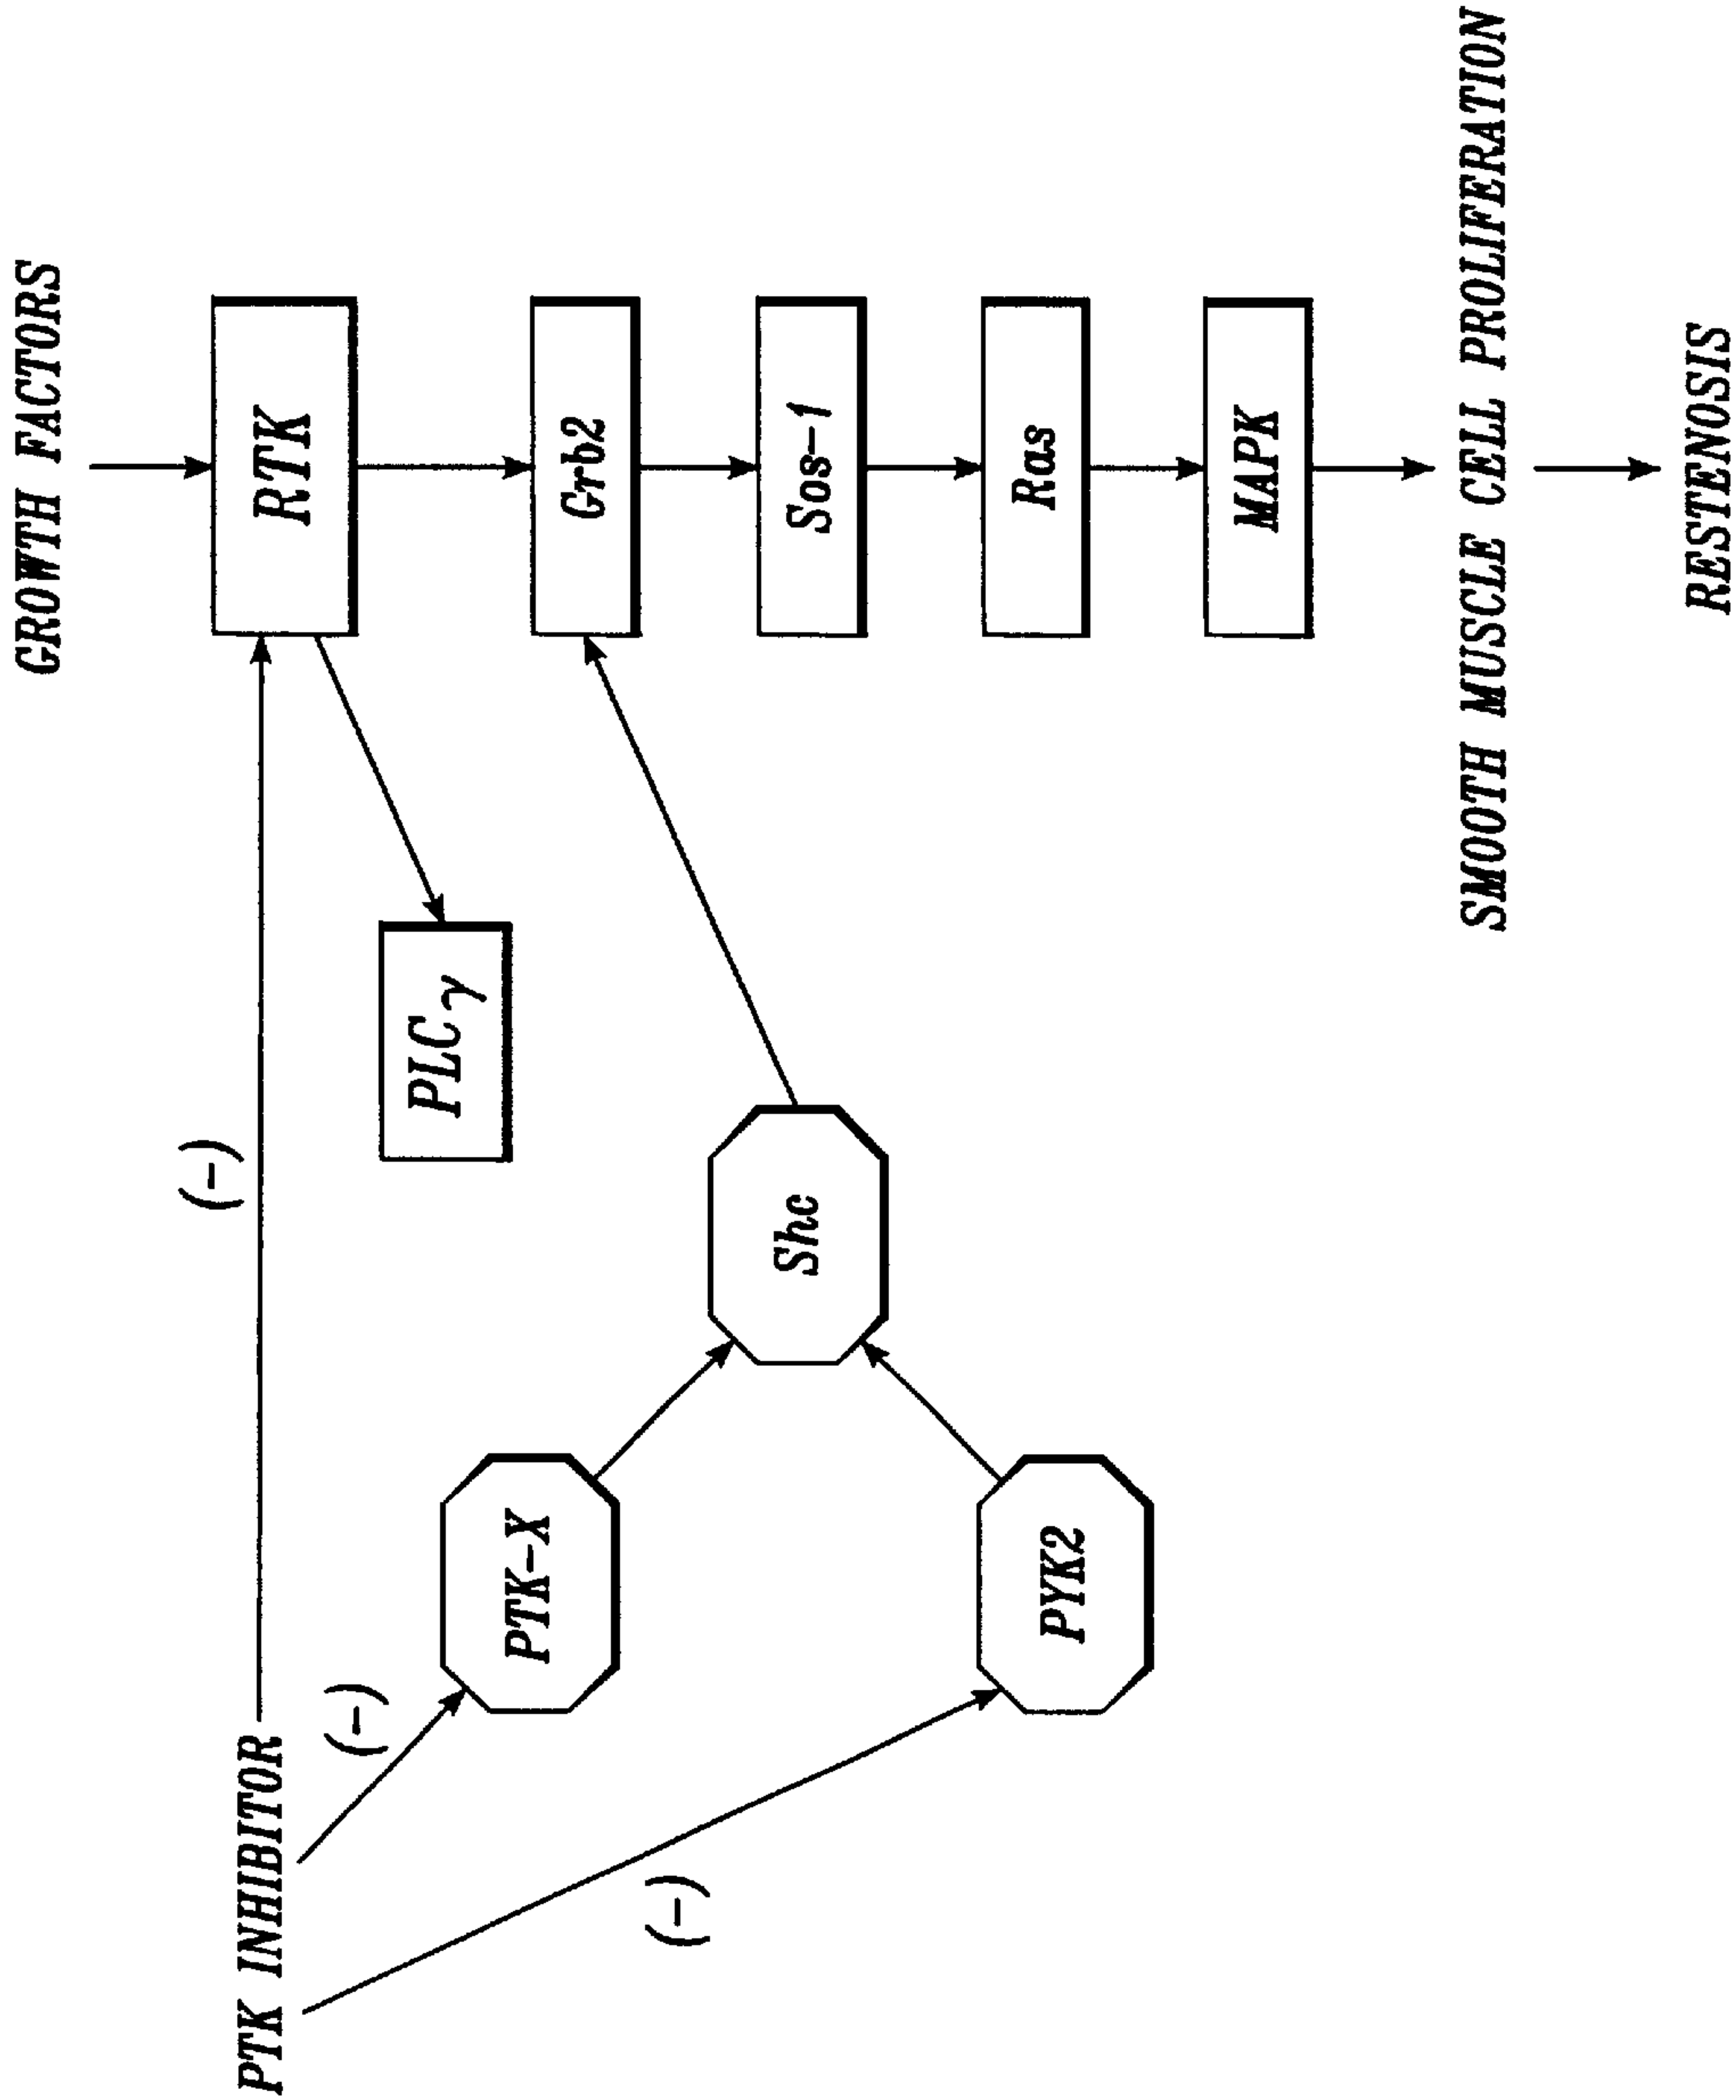 GROWTH FACTORS
PTK INHIBITOR
(-)
RTK
(-)
PLCγ
PTK-X
Grb2
(-)
Shc
Sos-1
PYK2
Ras
MAPK
SMOOTH MUSCLE CELL PROLIFERATION
RESTENOSIS